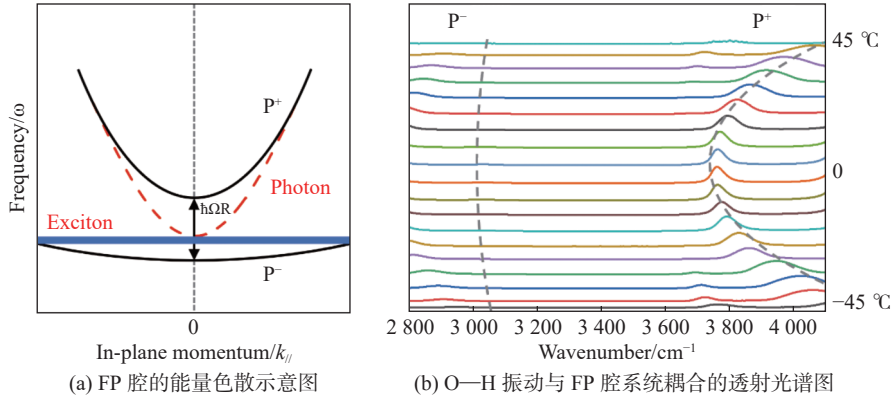 Frequency/ω
P⁺
Photon
ħΩR
Exciton
P⁻
0
In-plane momentum/k//
(a) FP 腔的能量色散示意图
P⁻
P⁺
45 ℃
0
−45 ℃
2 800 3 000 3 200 3 400 3 600 3 800 4 000
Wavenumber/cm⁻¹
(b) O—H 振动与 FP 腔系统耦合的透射光谱图